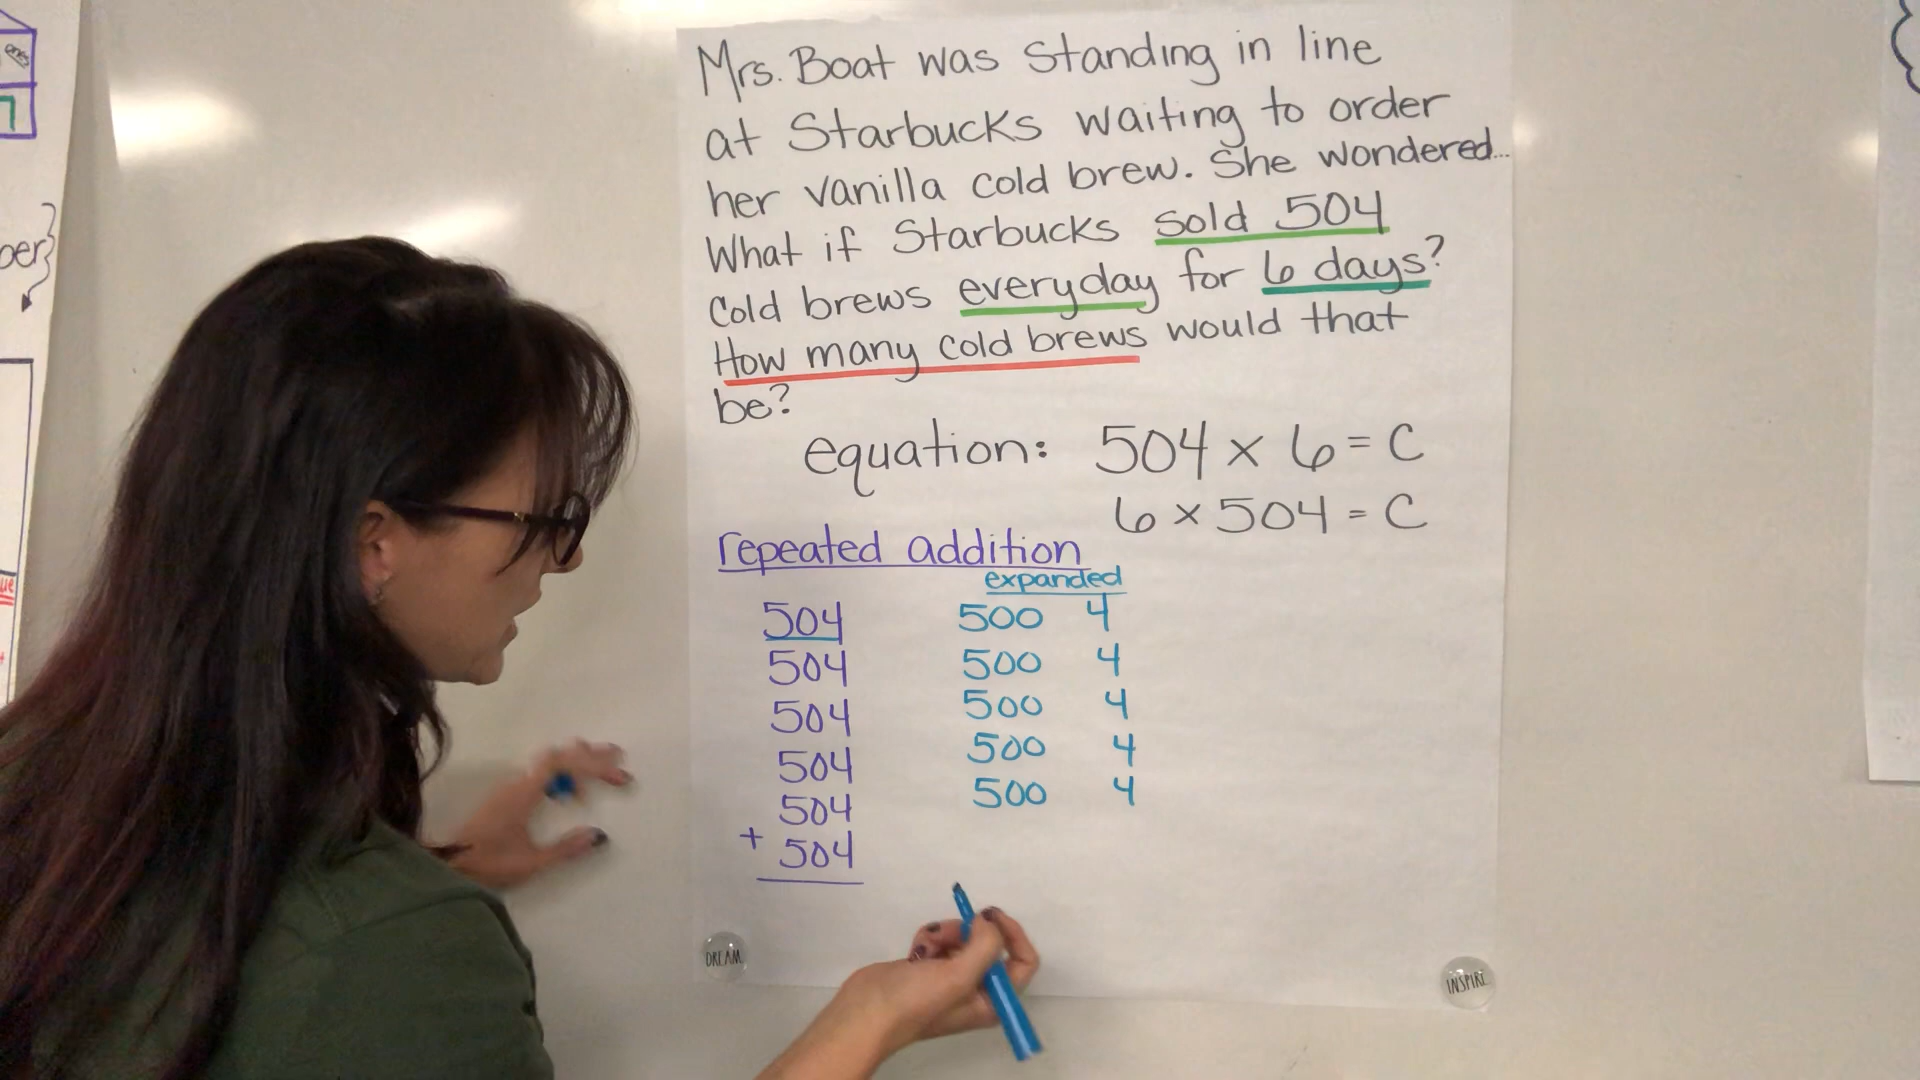 Mrs. Boat was standing in line
at Starbucks waiting to order
her vanilla cold brew. She wondered...
What if Starbucks sold 504
cold brews everyday for 6 days?
How many cold brews would that
be?
equation: 504 x 6 = C
6 x 504 = C
repeated addition
expanded
504 500 4
504 500 4
504 500 4
504 500 4
504 500 4
+ 504
DREAM
INSPIRE
ones
7